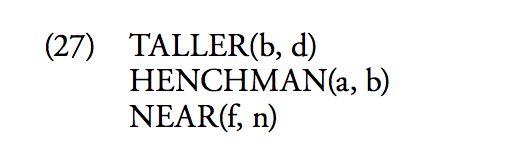 (27) TALLER(b, d)
HENCHMAN(a, b)
NEAR(f, n)